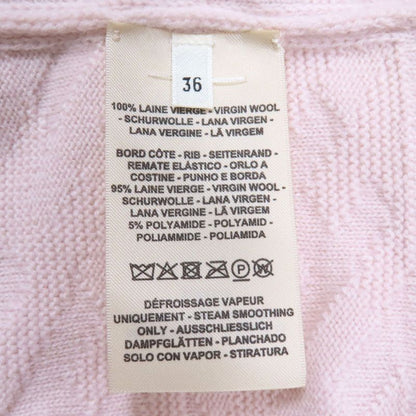 36
100% LAINE VIERGE - VIRGIN WOOL
- SCHURWOLLE - LANA VIRGEN -
LANA VERGINE - LÃ VIRGEM
BORD CÔTE - RIB - SEITENRAND -
REMATE ELÀSTICO - ORLO A
COSTINE - PUNHO E BORDA
95% LAINE VIERGE - VIRGIN WOOL -
SCHURWOLLE - LANA VIRGEN -
LANA VERGINE - LÃ VIRGEM
5% POLYAMIDE - POLYAMID -
POLIAMMIDE - POLIAMIDA
P W
DÉFROISSAGE VAPEUR
UNIQUEMENT - STEAM SMOOTHING
ONLY - AUSSCHLIESSLICH
DAMPFGLÄTTEN - PLANCHADO
SOLO CON VAPOR - STIRATURA